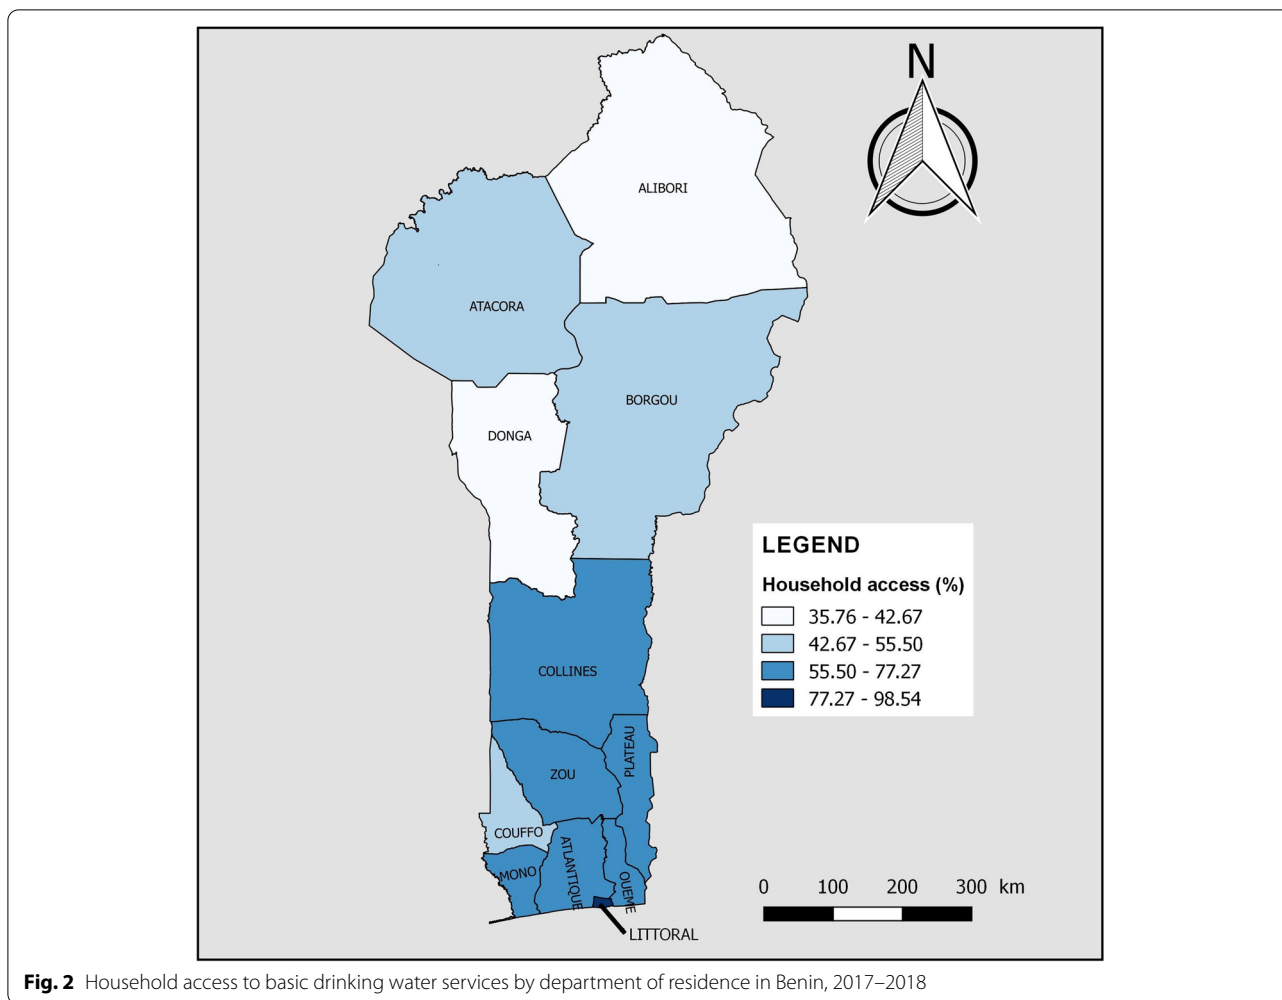 N
ALIBORI
ATACORA
BORGOU
DONGA
LEGEND
Household access (%)
35.76 - 42.67
42.67 - 55.50
55.50 - 77.27
77.27 - 98.54
COLLINES
PLATEAU
ZOU
COUFFO
ATLANTIQUE
MONO
OUEME
0 100 200 300 km
LITTORAL
Fig. 2 Household access to basic drinking water services by department of residence in Benin, 2017–2018